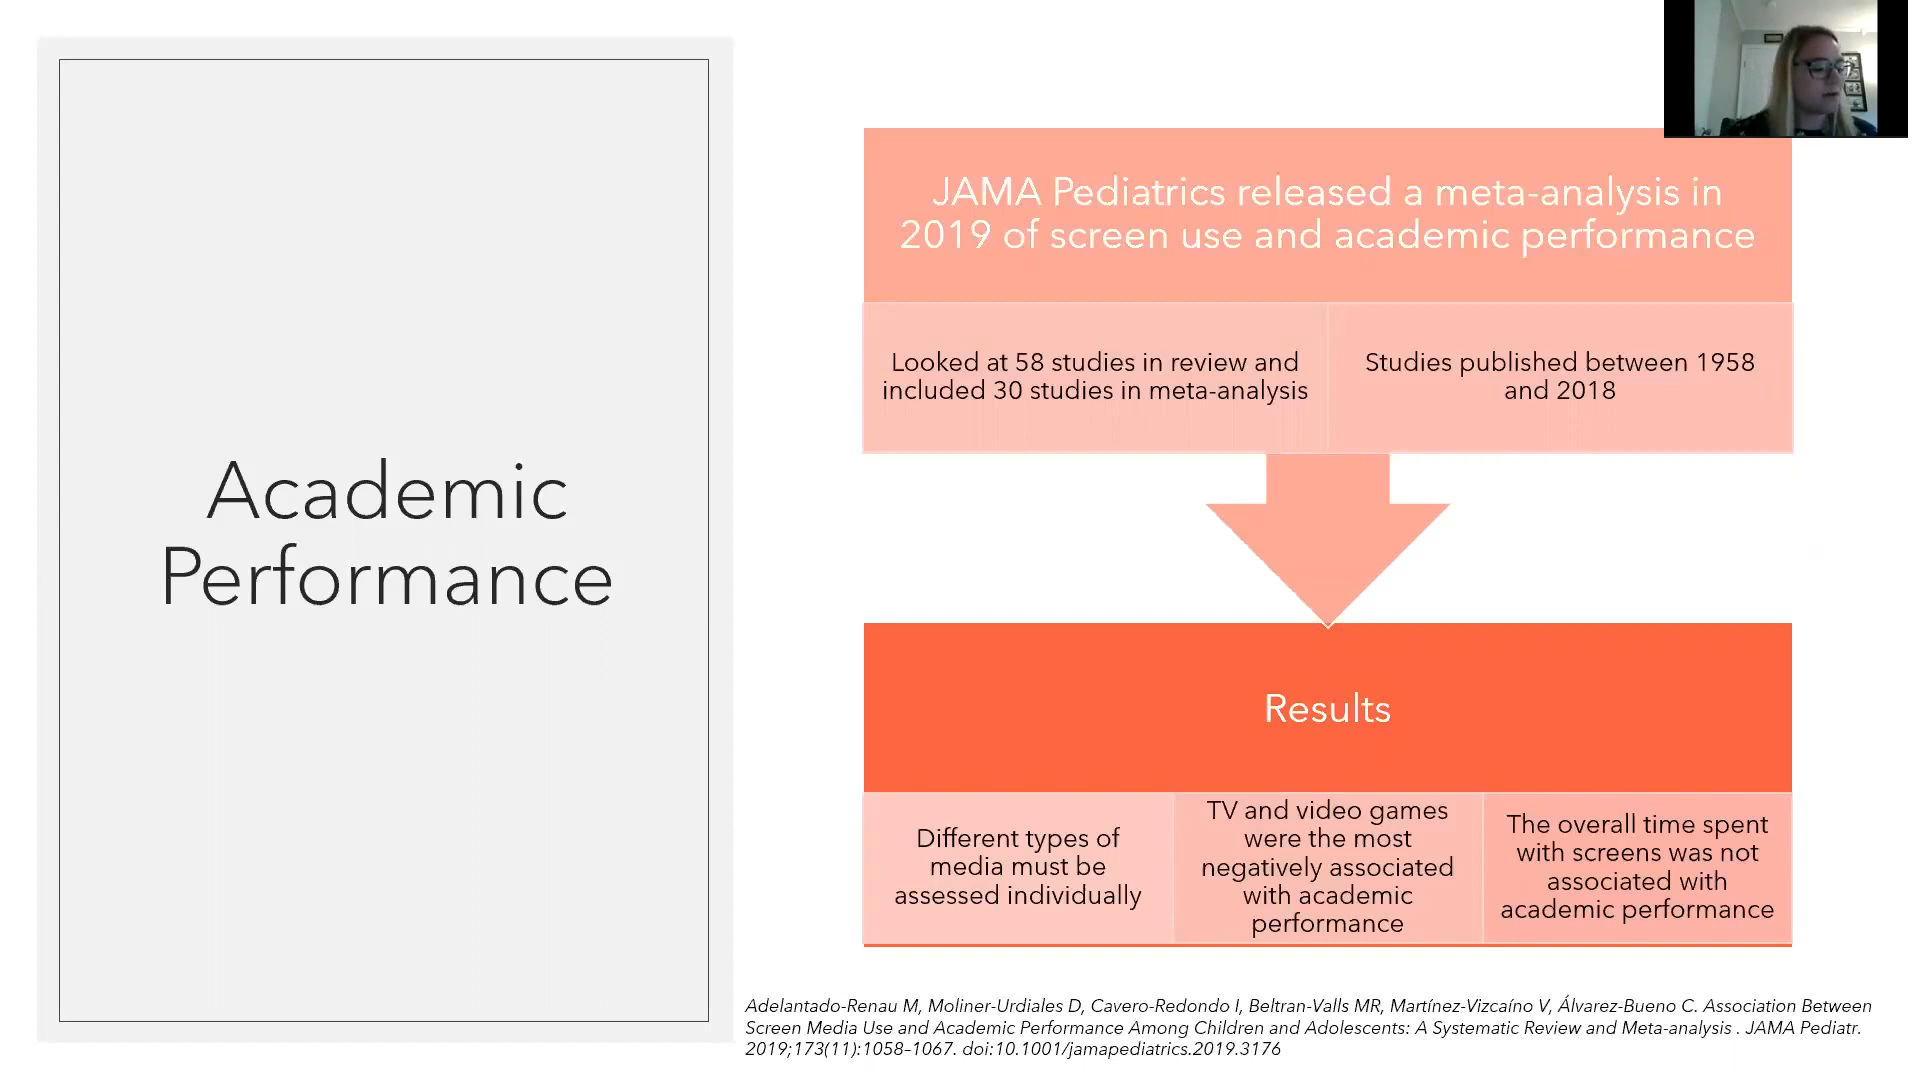 Academic
Performance
JAMA Pediatrics released a meta-analysis in
2019 of screen use and academic performance
Looked at 58 studies in review and
included 30 studies in meta-analysis
Studies published between 1958
and 2018
Results
Different types of
media must be
assessed individually
TV and video games
were the most
negatively associated
with academic
performance
The overall time spent
with screens was not
associated with
academic performance
Adelantado-Renau M, Moliner-Urdiales D, Cavero-Redondo I, Beltran-Valls MR, Martínez-Vizcaíno V, Álvarez-Bueno C. Association Between
Screen Media Use and Academic Performance Among Children and Adolescents: A Systematic Review and Meta-analysis . JAMA Pediatr.
2019;173(11):1058–1067. doi:10.1001/jamapediatrics.2019.3176